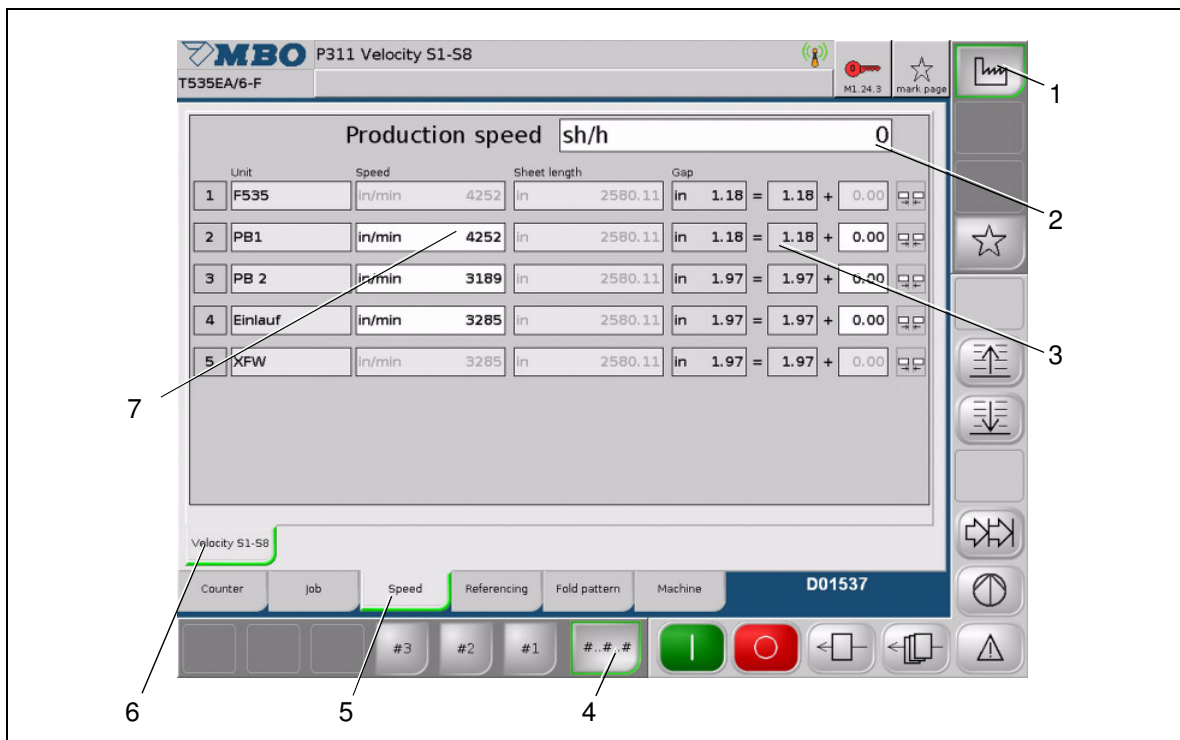 MBO P311 Velocity S1-S8
T535EA/6-F
M1.24.3 mark page
1
Production speed sh/h 0
2
Unit Speed Sheet length Gap
1 F535 in/min 4252 in 2580.11 in 1.18 = 1.18 + 0.00
2 PB1 in/min 4252 in 2580.11 in 1.18 = 1.18 + 0.00
3 PB 2 in/min 3189 in 2580.11 in 1.97 = 1.97 + 0.00
4 Einlauf in/min 3285 in 2580.11 in 1.97 = 1.97 + 0.00
3
5 XFW in/min 3285 in 2580.11 in 1.97 = 1.97 + 0.00
7
Velocity S1-S8
Counter Job Speed Referencing Fold pattern Machine D01537
#3 #2 #1 #..#..#
6 5 4